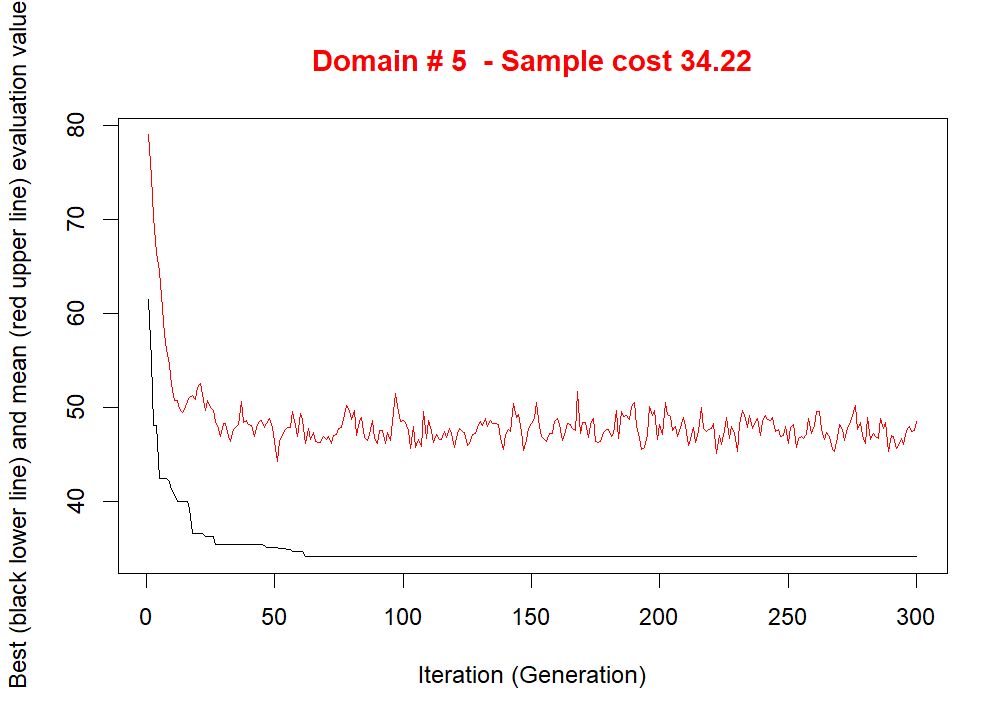 Domain # 5  - Sample cost 34.22
Best (black lower line) and mean (red upper line) evaluation value
80
70
60
50
40
0 50 100 150 200 250 300
Iteration (Generation)